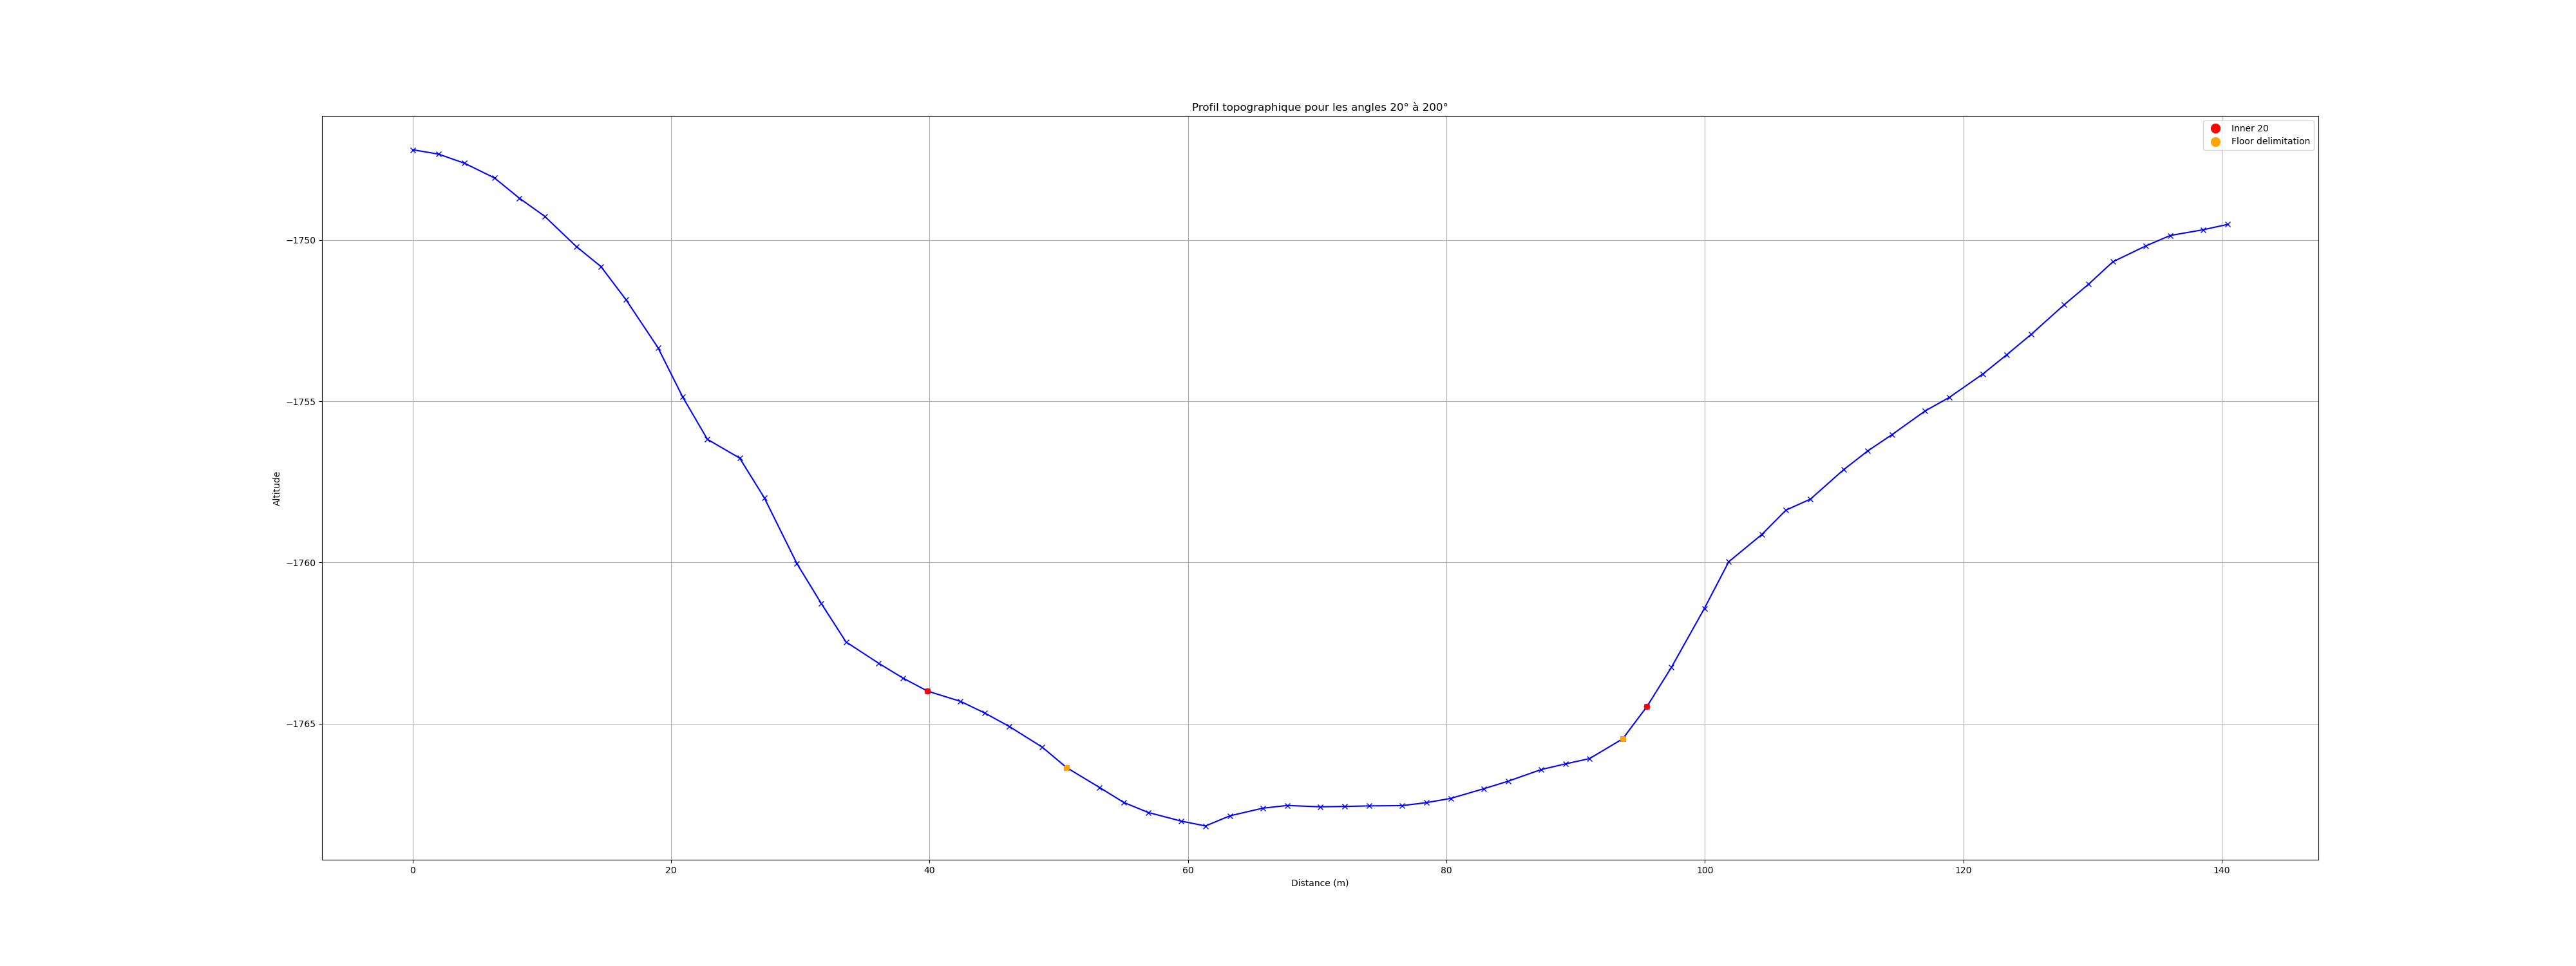 Profil topographique pour les angles 20° à 200°
Inner 20
Floor delimitation
Altitude
−1750
−1755
−1760
−1765
0 20 40 60 80 100 120 140
Distance (m)